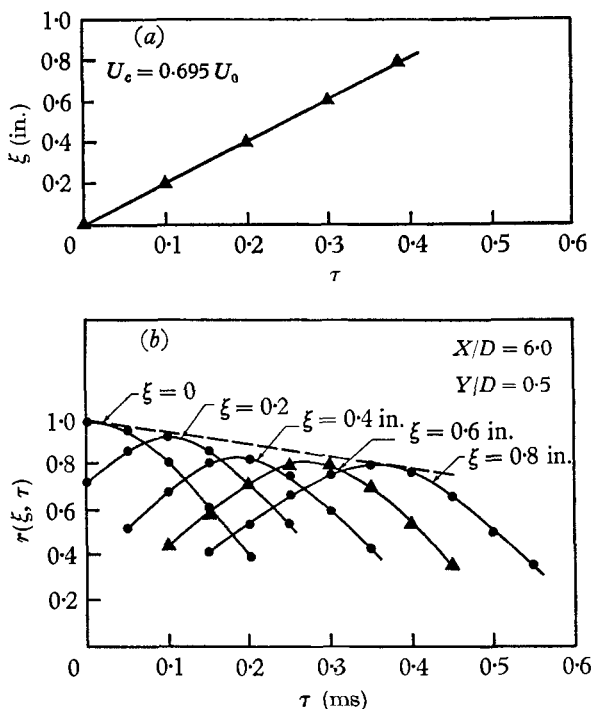 (a)
U_c = 0·695 U_0
ξ (in.)
1·0
0·8
0·6
0·4
0·2
0 0·1 0·2 0·3 0·4 0·5 0·6
τ
(b)
X/D = 6·0
Y/D = 0·5
ξ = 0
ξ = 0·2
ξ = 0·4 in.
ξ = 0·6 in.
ξ = 0·8 in.
r(ξ, τ)
1·0
0·8
0·6
0·4
0·2
0 0·1 0·2 0·3 0·4 0·5 0·6
τ (ms)